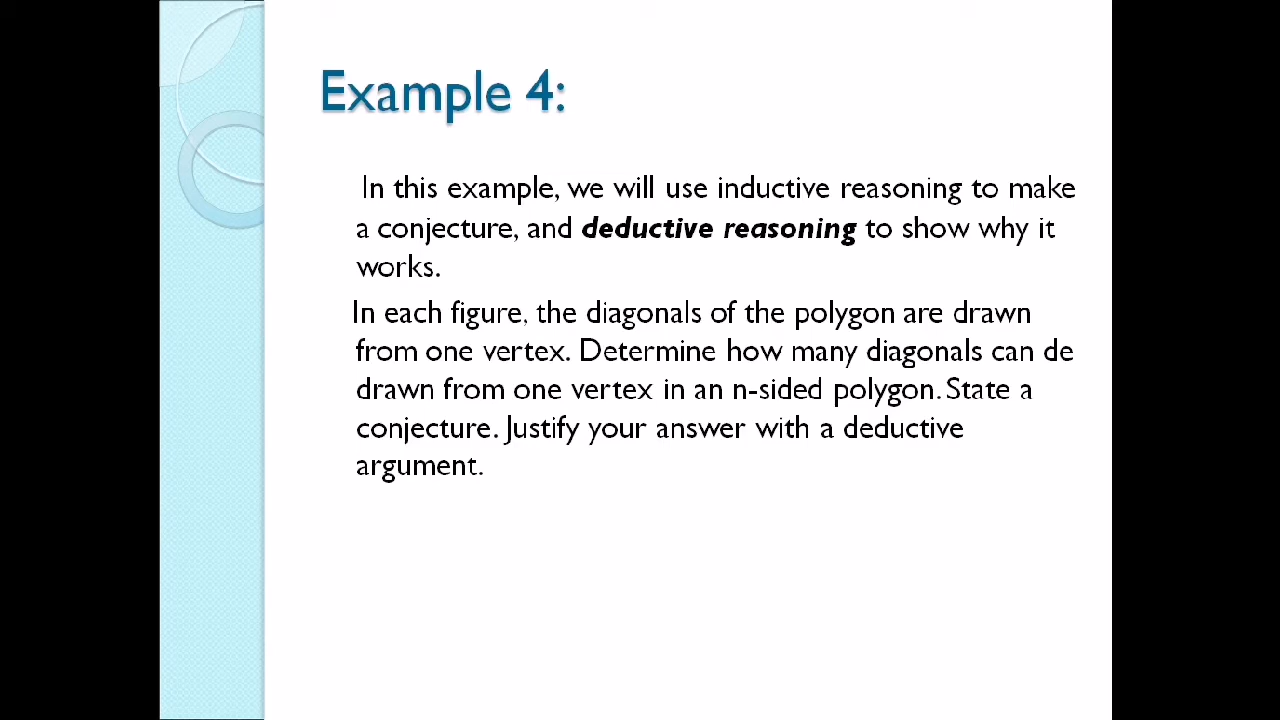 Example 4:
In this example, we will use inductive reasoning to make
a conjecture, and deductive reasoning to show why it
works.
In each figure, the diagonals of the polygon are drawn
from one vertex. Determine how many diagonals can de
drawn from one vertex in an n-sided polygon. State a
conjecture. Justify your answer with a deductive
argument.